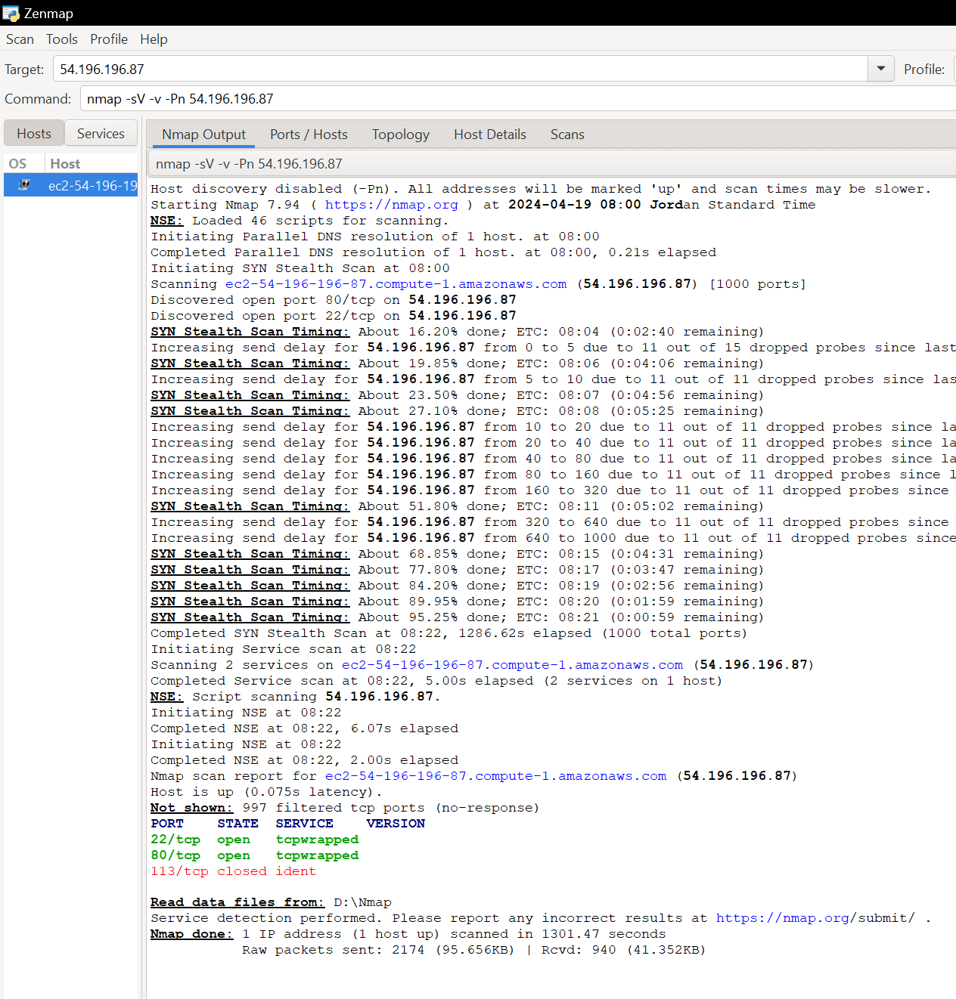 Zenmap
Scan Tools Profile Help
Target: 54.196.196.87 Profile:
Command: nmap -sV -v -Pn 54.196.196.87
Hosts Services Nmap Output Ports / Hosts Topology Host Details Scans
OS Host
ec2-54-196-19
nmap -sV -v -Pn 54.196.196.87
Host discovery disabled (-Pn). All addresses will be marked 'up' and scan times may be slower.
Starting Nmap 7.94 ( https://nmap.org ) at 2024-04-19 08:00 Jordan Standard Time
NSE: Loaded 46 scripts for scanning.
Initiating Parallel DNS resolution of 1 host. at 08:00
Completed Parallel DNS resolution of 1 host. at 08:00, 0.21s elapsed
Initiating SYN Stealth Scan at 08:00
Scanning ec2-54-196-196-87.compute-1.amazonaws.com (54.196.196.87) [1000 ports]
Discovered open port 80/tcp on 54.196.196.87
Discovered open port 22/tcp on 54.196.196.87
SYN Stealth Scan Timing: About 16.20% done; ETC: 08:04 (0:02:40 remaining)
Increasing send delay for 54.196.196.87 from 0 to 5 due to 11 out of 15 dropped probes since last
SYN Stealth Scan Timing: About 19.85% done; ETC: 08:06 (0:04:06 remaining)
Increasing send delay for 54.196.196.87 from 5 to 10 due to 11 out of 11 dropped probes since las
SYN Stealth Scan Timing: About 23.50% done; ETC: 08:07 (0:04:56 remaining)
SYN Stealth Scan Timing: About 27.10% done; ETC: 08:08 (0:05:25 remaining)
Increasing send delay for 54.196.196.87 from 10 to 20 due to 11 out of 11 dropped probes since la
Increasing send delay for 54.196.196.87 from 20 to 40 due to 11 out of 11 dropped probes since la
Increasing send delay for 54.196.196.87 from 40 to 80 due to 11 out of 11 dropped probes since la
Increasing send delay for 54.196.196.87 from 80 to 160 due to 11 out of 11 dropped probes since l
Increasing send delay for 54.196.196.87 from 160 to 320 due to 11 out of 11 dropped probes since
SYN Stealth Scan Timing: About 51.80% done; ETC: 08:11 (0:05:02 remaining)
Increasing send delay for 54.196.196.87 from 320 to 640 due to 11 out of 11 dropped probes since
Increasing send delay for 54.196.196.87 from 640 to 1000 due to 11 out of 11 dropped probes since
SYN Stealth Scan Timing: About 68.85% done; ETC: 08:15 (0:04:31 remaining)
SYN Stealth Scan Timing: About 77.80% done; ETC: 08:17 (0:03:47 remaining)
SYN Stealth Scan Timing: About 84.20% done; ETC: 08:19 (0:02:56 remaining)
SYN Stealth Scan Timing: About 89.95% done; ETC: 08:20 (0:01:59 remaining)
SYN Stealth Scan Timing: About 95.25% done; ETC: 08:21 (0:00:59 remaining)
Completed SYN Stealth Scan at 08:22, 1286.62s elapsed (1000 total ports)
Initiating Service scan at 08:22
Scanning 2 services on ec2-54-196-196-87.compute-1.amazonaws.com (54.196.196.87)
Completed Service scan at 08:22, 5.00s elapsed (2 services on 1 host)
NSE: Script scanning 54.196.196.87.
Initiating NSE at 08:22
Completed NSE at 08:22, 6.07s elapsed
Initiating NSE at 08:22
Completed NSE at 08:22, 2.00s elapsed
Nmap scan report for ec2-54-196-196-87.compute-1.amazonaws.com (54.196.196.87)
Host is up (0.075s latency).
Not shown: 997 filtered tcp ports (no-response)
PORT STATE SERVICE VERSION
22/tcp open tcpwrapped
80/tcp open tcpwrapped
113/tcp closed ident
Read data files from: D:\Nmap
Service detection performed. Please report any incorrect results at https://nmap.org/submit/ .
Nmap done: 1 IP address (1 host up) scanned in 1301.47 seconds
Raw packets sent: 2174 (95.656KB) | Rcvd: 940 (41.352KB)